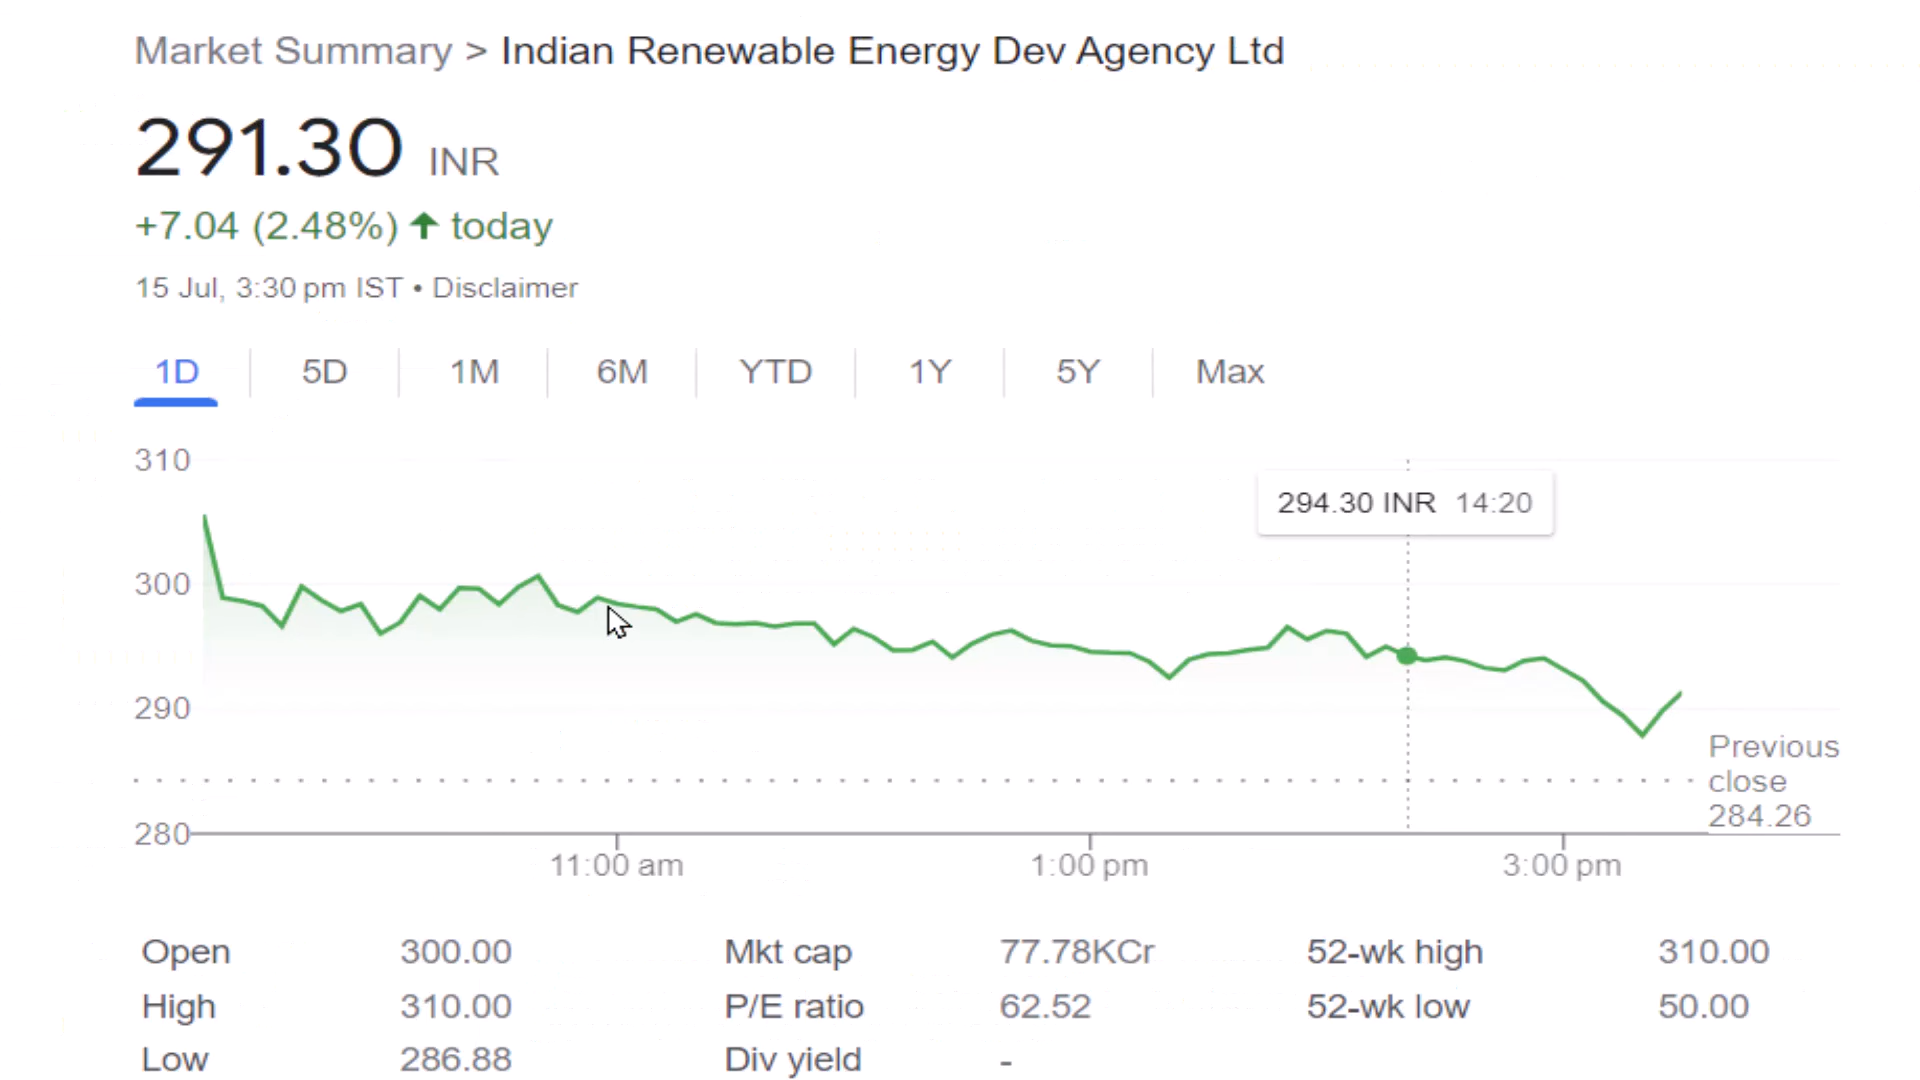 Market Summary > Indian Renewable Energy Dev Agency Ltd
291.30 INR
+7.04 (2.48%) ↑ today
15 Jul, 3:30 pm IST • Disclaimer
1D 5D 1M 6M YTD 1Y 5Y Max
310
294.30 INR 14:20
300
290
Previous
close
284.26
280
11:00 am 1:00 pm 3:00 pm
Open 300.00 Mkt cap 77.78KCr 52-wk high 310.00
High 310.00 P/E ratio 62.52 52-wk low 50.00
Low 286.88 Div yield -